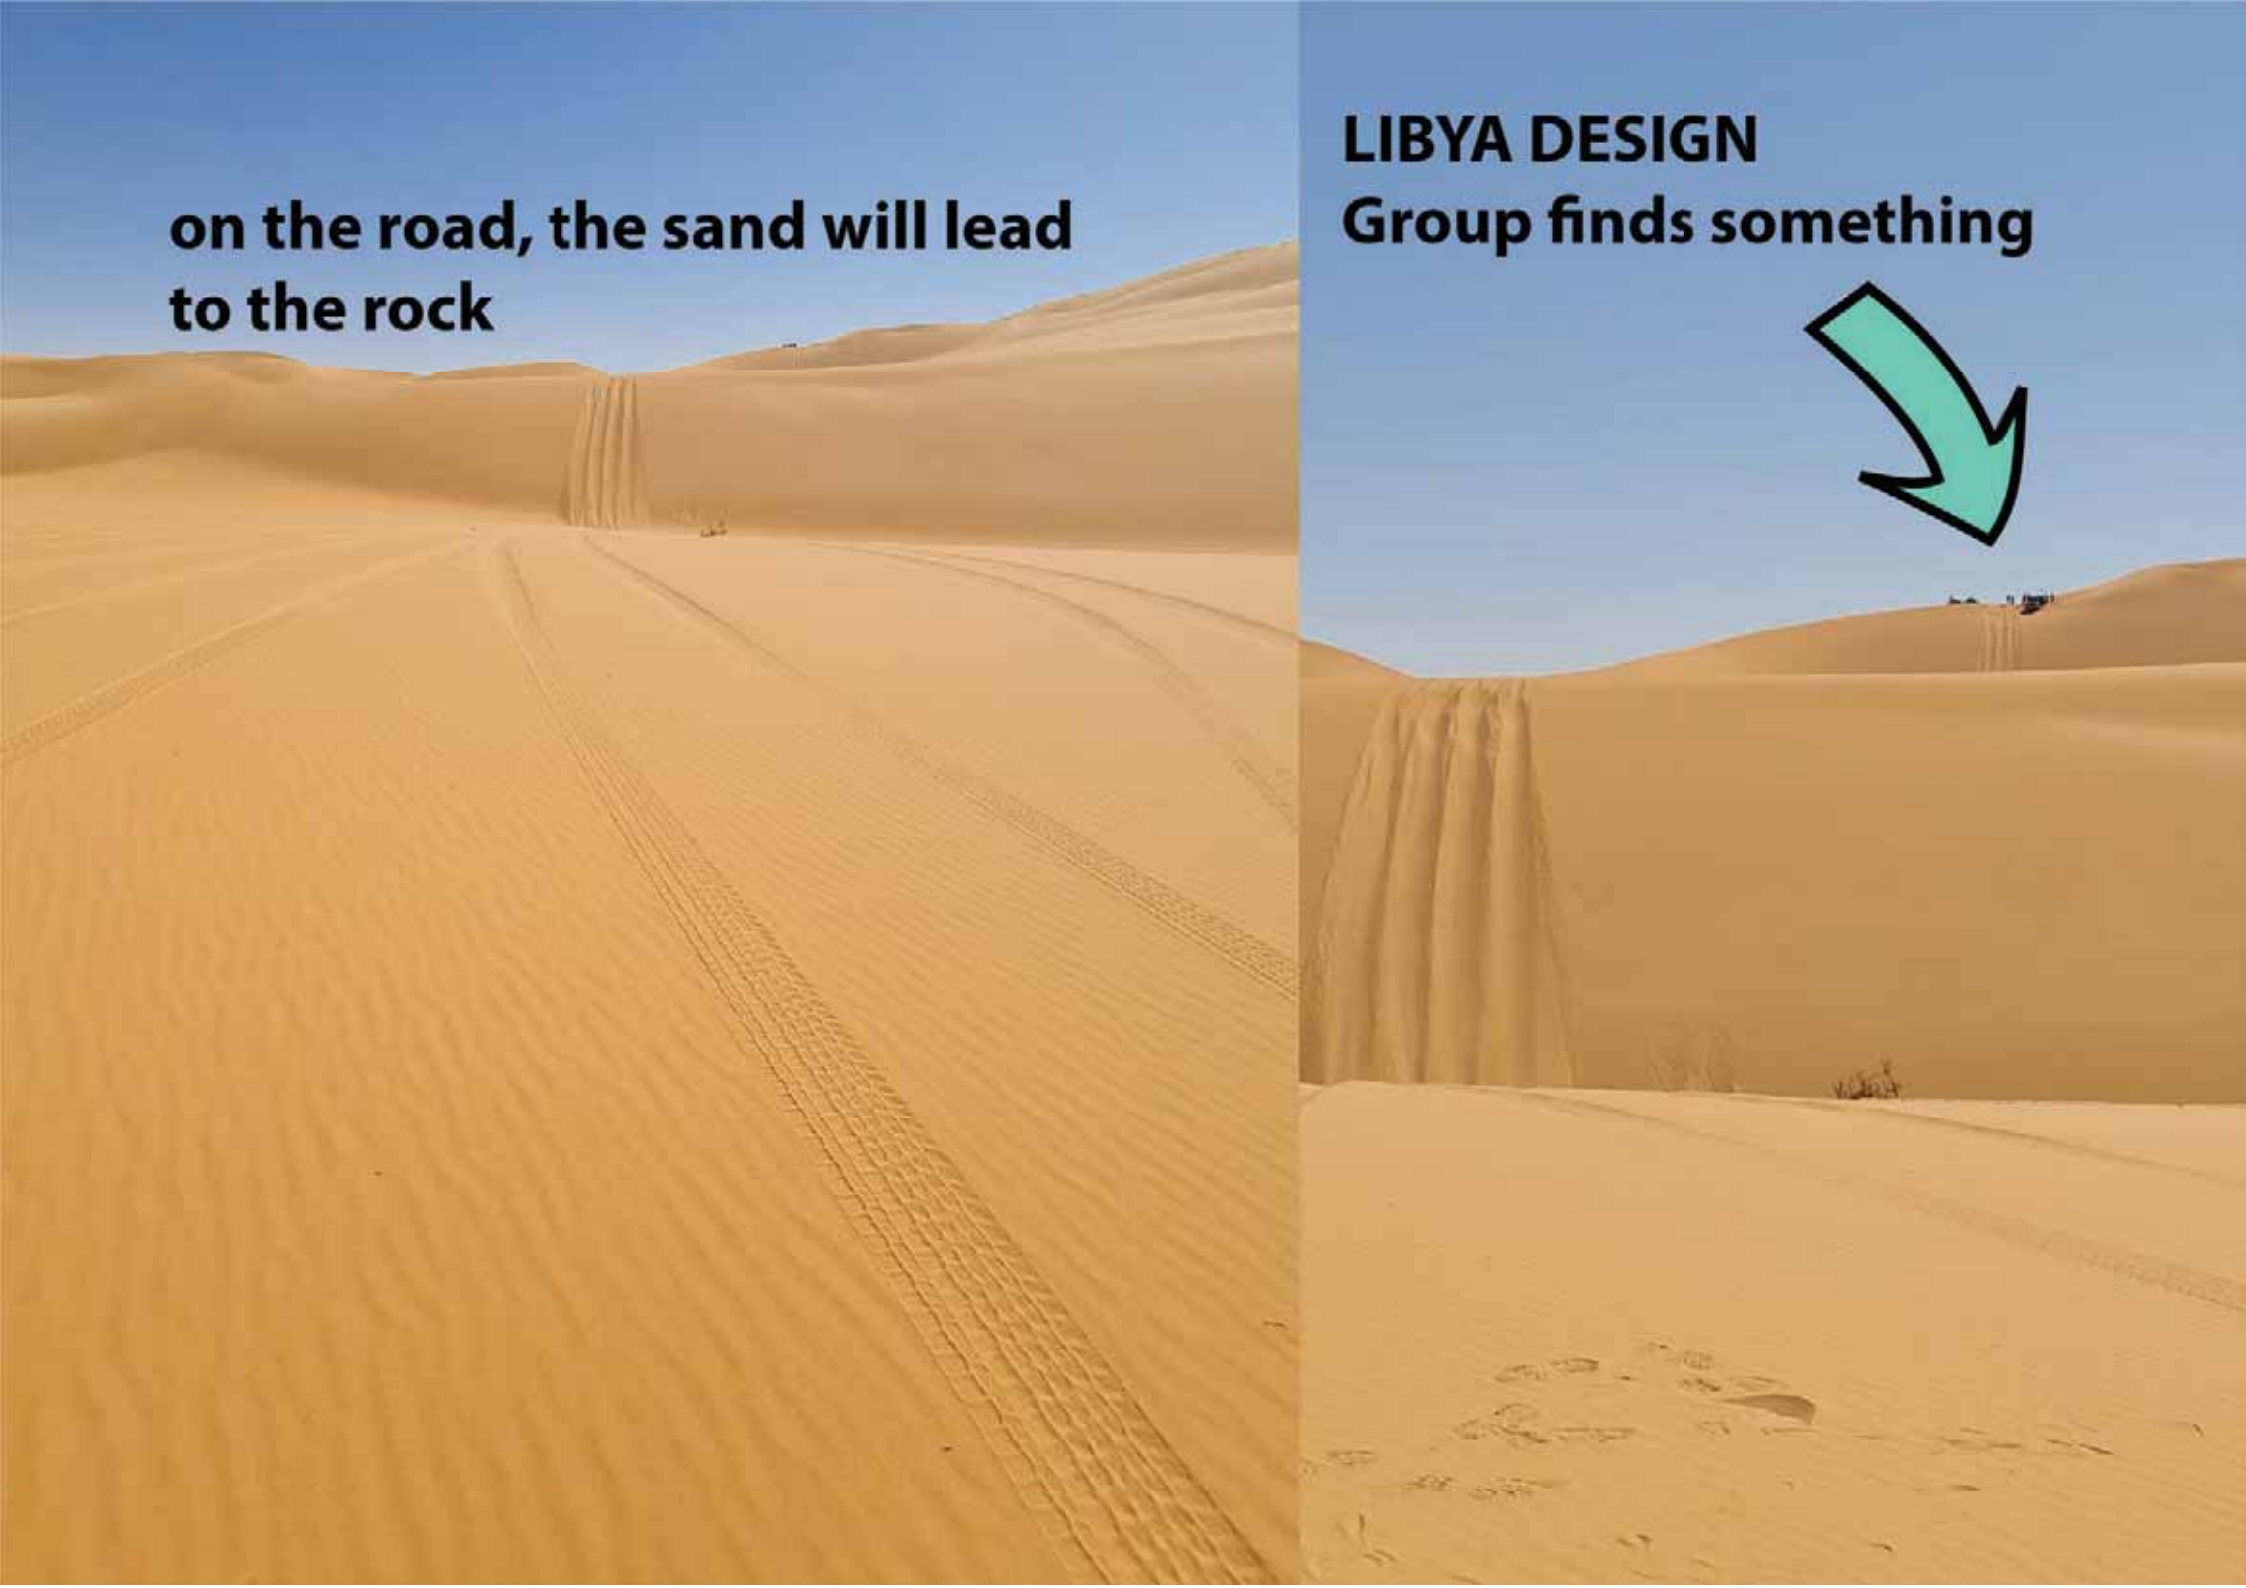 on the road, the sand will lead
to the rock
LIBYA DESIGN
Group finds something